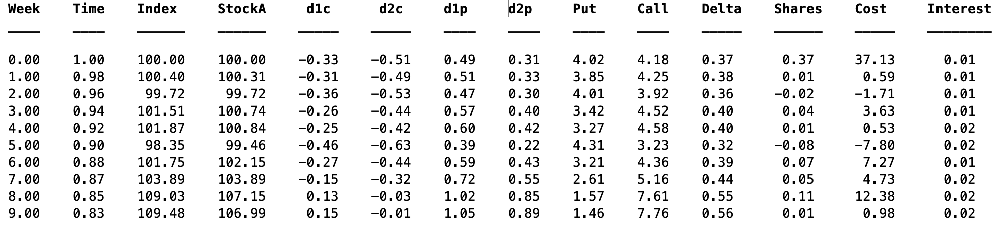 Week Time Index StockA d1c d2c d1p d2p Put Call Delta Shares Cost Interest
0.00 1.00 100.00 100.00 −0.33 −0.51 0.49 0.31 4.02 4.18 0.37 0.37 37.13 0.01
1.00 0.98 100.40 100.31 −0.31 −0.49 0.51 0.33 3.85 4.25 0.38 0.01 0.59 0.01
2.00 0.96 99.72 99.72 −0.36 −0.53 0.47 0.30 4.01 3.92 0.36 −0.02 −1.71 0.01
3.00 0.94 101.51 100.74 −0.26 −0.44 0.57 0.40 3.42 4.52 0.40 0.04 3.63 0.01
4.00 0.92 101.87 100.84 −0.25 −0.42 0.60 0.42 3.27 4.58 0.40 0.01 0.53 0.02
5.00 0.90 98.35 99.46 −0.46 −0.63 0.39 0.22 4.31 3.23 0.32 −0.08 −7.80 0.02
6.00 0.88 101.75 102.15 −0.27 −0.44 0.59 0.43 3.21 4.36 0.39 0.07 7.27 0.01
7.00 0.87 103.89 103.89 −0.15 −0.32 0.72 0.55 2.61 5.16 0.44 0.05 4.73 0.02
8.00 0.85 109.03 107.15 0.13 −0.03 1.02 0.85 1.57 7.61 0.55 0.11 12.38 0.02
9.00 0.83 109.48 106.99 0.15 −0.01 1.05 0.89 1.46 7.76 0.56 0.01 0.98 0.02